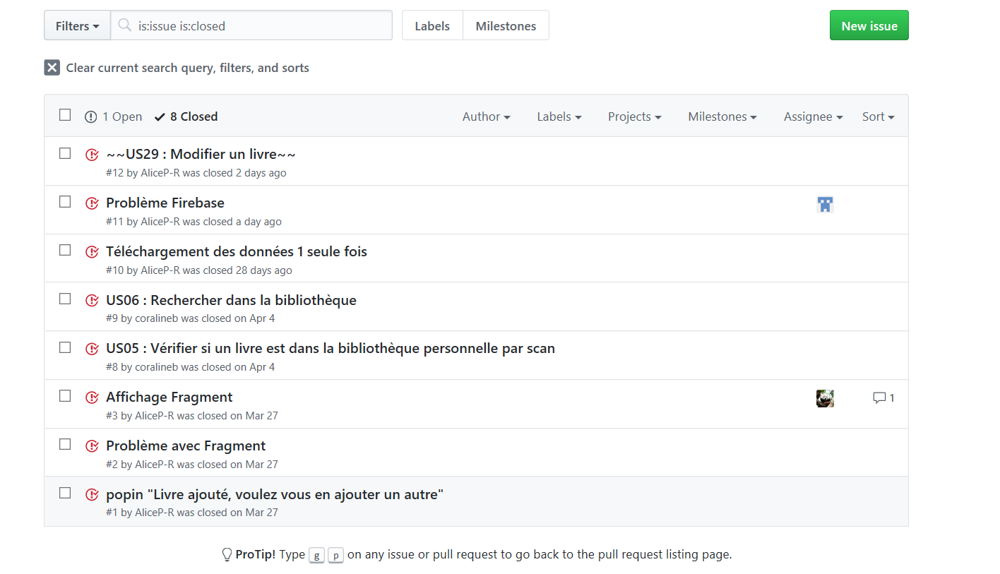 Filters is:issue is:closed Labels Milestones New issue
Clear current search query, filters, and sorts
1 Open 8 Closed Author Labels Projects Milestones Assignee Sort
~~US29 : Modifier un livre~~
#12 by AliceP-R was closed 2 days ago
Problème Firebase
#11 by AliceP-R was closed a day ago
Téléchargement des données 1 seule fois
#10 by AliceP-R was closed 28 days ago
US06 : Rechercher dans la bibliothèque
#9 by coralineb was closed on Apr 4
US05 : Vérifier si un livre est dans la bibliothèque personnelle par scan
#8 by coralineb was closed on Apr 4
Affichage Fragment 1
#3 by AliceP-R was closed on Mar 27
Problème avec Fragment
#2 by AliceP-R was closed on Mar 27
popin "Livre ajouté, voulez vous en ajouter un autre"
#1 by AliceP-R was closed on Mar 27
ProTip! Type g p on any issue or pull request to go back to the pull request listing page.